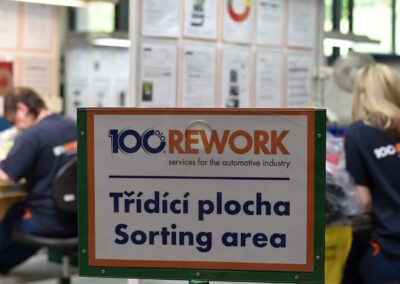 100% REWORK
services for the automotive industry
Třídící plocha
Sorting area